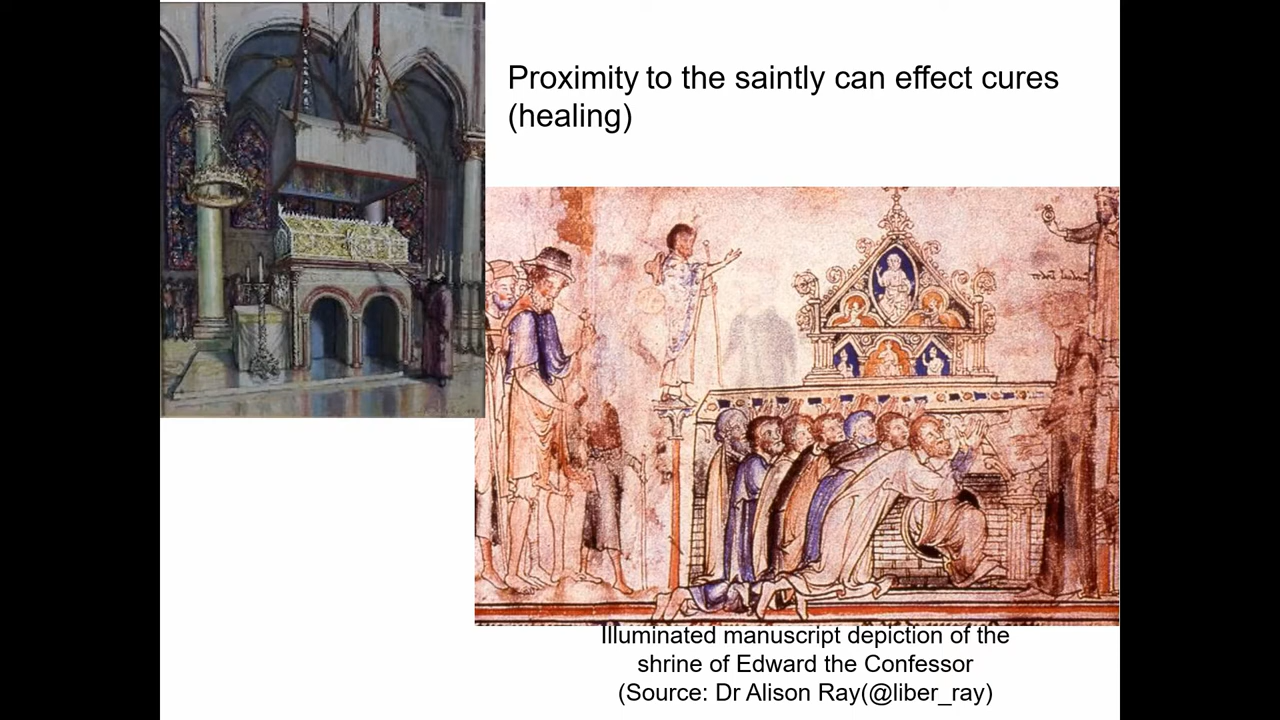 Proximity to the saintly can effect cures
(healing)
Illuminated manuscript depiction of the
shrine of Edward the Confessor
(Source: Dr Alison Ray(@liber_ray)